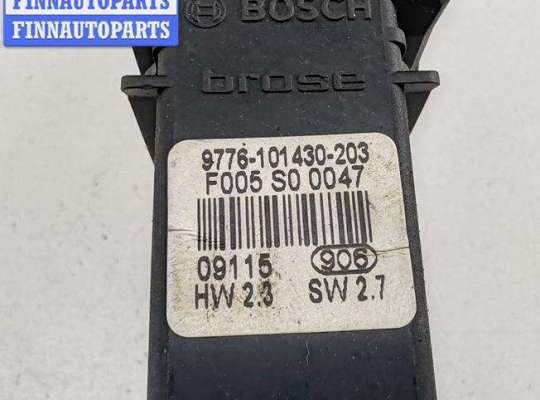 FINNAUTOPARTS
FINNAUTOPARTS
BOSCH
brose
9776-101430-203
F005 S0 0047
09115 906
HW 2.3 SW 2.7